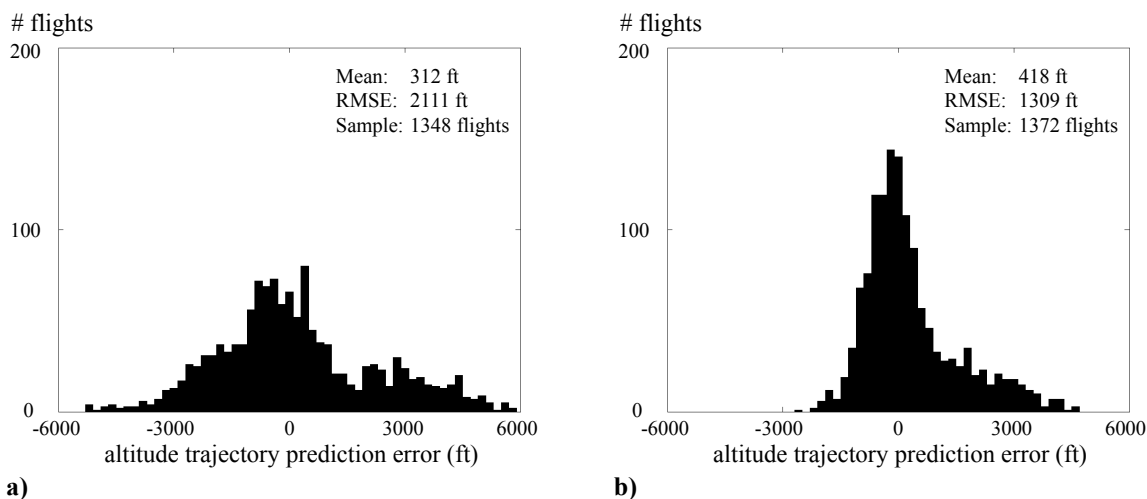 # flights
200
Mean: 312 ft
RMSE: 2111 ft
Sample: 1348 flights
100
0
-6000 -3000 0 3000 6000
altitude trajectory prediction error (ft)
a)
# flights
200
Mean: 418 ft
RMSE: 1309 ft
Sample: 1372 flights
100
0
-6000 -3000 0 3000 6000
altitude trajectory prediction error (ft)
b)